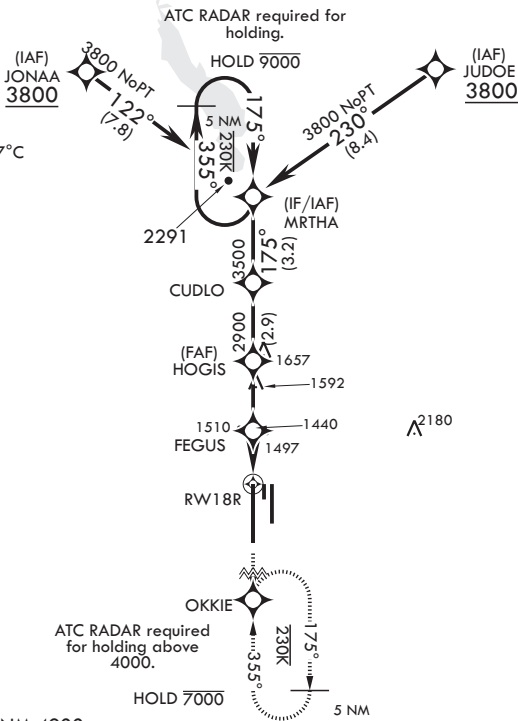 ATC RADAR required for
holding.
HOLD 9000
(IAF)
JONAA
3800
3800 NoPT
122°
(7.8)
(IAF)
JUDOE
3800
3800 NoPT
230°
(8.4)
7°C
5 NM
230K
355°
175°
2291
(IF/IAF)
MRTHA
3500
175°
(3.2)
CUDLO
2900
(2.9)
(FAF)
HOGIS
1657
1592
1510
1440
FEGUS
1497
2180
RW18R
OKKIE
ATC RADAR required
for holding above
4000.
HOLD 7000
355°
230K
175°
5 NM